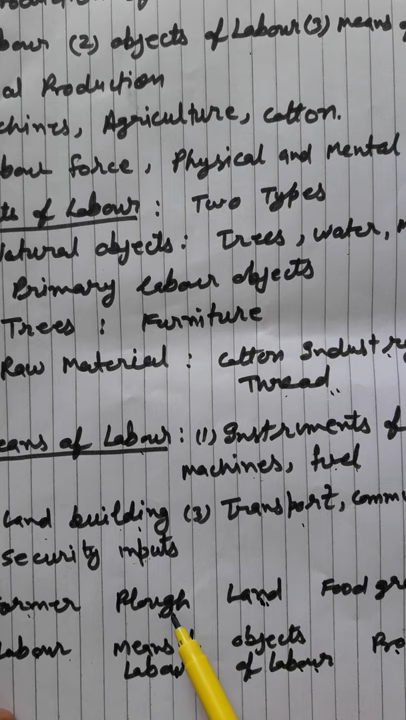 bour (2) objects of Labour (3) means
al Production
chines, Agriculture, cotton.
bour force, Physical and Mental
ts of Labour : Two Types
Natural objects : Trees, water,
Primary labour objects
Trees : Furniture
Raw Material : Cotton Industry
Thread.
eans of Labour : (1) Instruments of
machines, fuel
Land building (3) Transport, comm
security inputs
armer Plough Land Food gr
Labour means objects Pro
Labou of labour